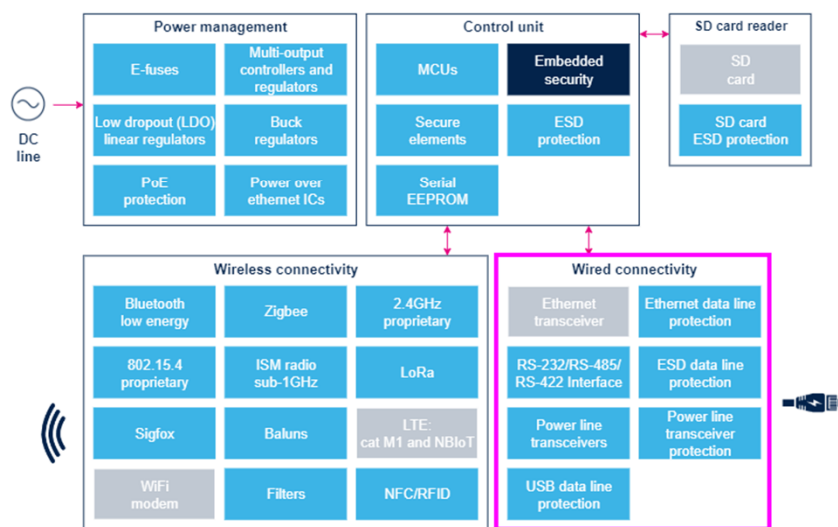 Power management
E-fuses
Multi-output
controllers and
regulators
Low dropout (LDO)
linear regulators
Buck
regulators
PoE
protection
Power over
ethernet ICs
DC
line
Control unit
MCUs
Embedded
security
Secure
elements
ESD
protection
Serial
EEPROM
SD card reader
SD
card
SD card
ESD protection
Wireless connectivity
Bluetooth
low energy
Zigbee
2.4GHz
proprietary
802.15.4
proprietary
ISM radio
sub-1GHz
LoRa
Sigfox
Baluns
LTE:
cat M1 and NBIoT
WiFi
modem
Filters
NFC/RFID
Wired connectivity
Ethernet
transceiver
Ethernet data line
protection
RS-232/RS-485/
RS-422 Interface
ESD data line
protection
Power line
transceivers
Power line
transceiver
protection
USB data line
protection